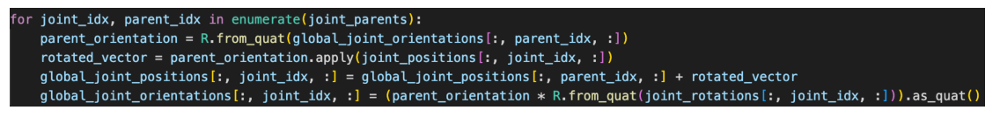 for joint_idx, parent_idx in enumerate(joint_parents):
    parent_orientation = R.from_quat(global_joint_orientations[:, parent_idx, :])
    rotated_vector = parent_orientation.apply(joint_positions[:, joint_idx, :])
    global_joint_positions[:, joint_idx, :] = global_joint_positions[:, parent_idx, :] + rotated_vector
    global_joint_orientations[:, joint_idx, :] = (parent_orientation * R.from_quat(joint_rotations[:, joint_idx, :])).as_quat()